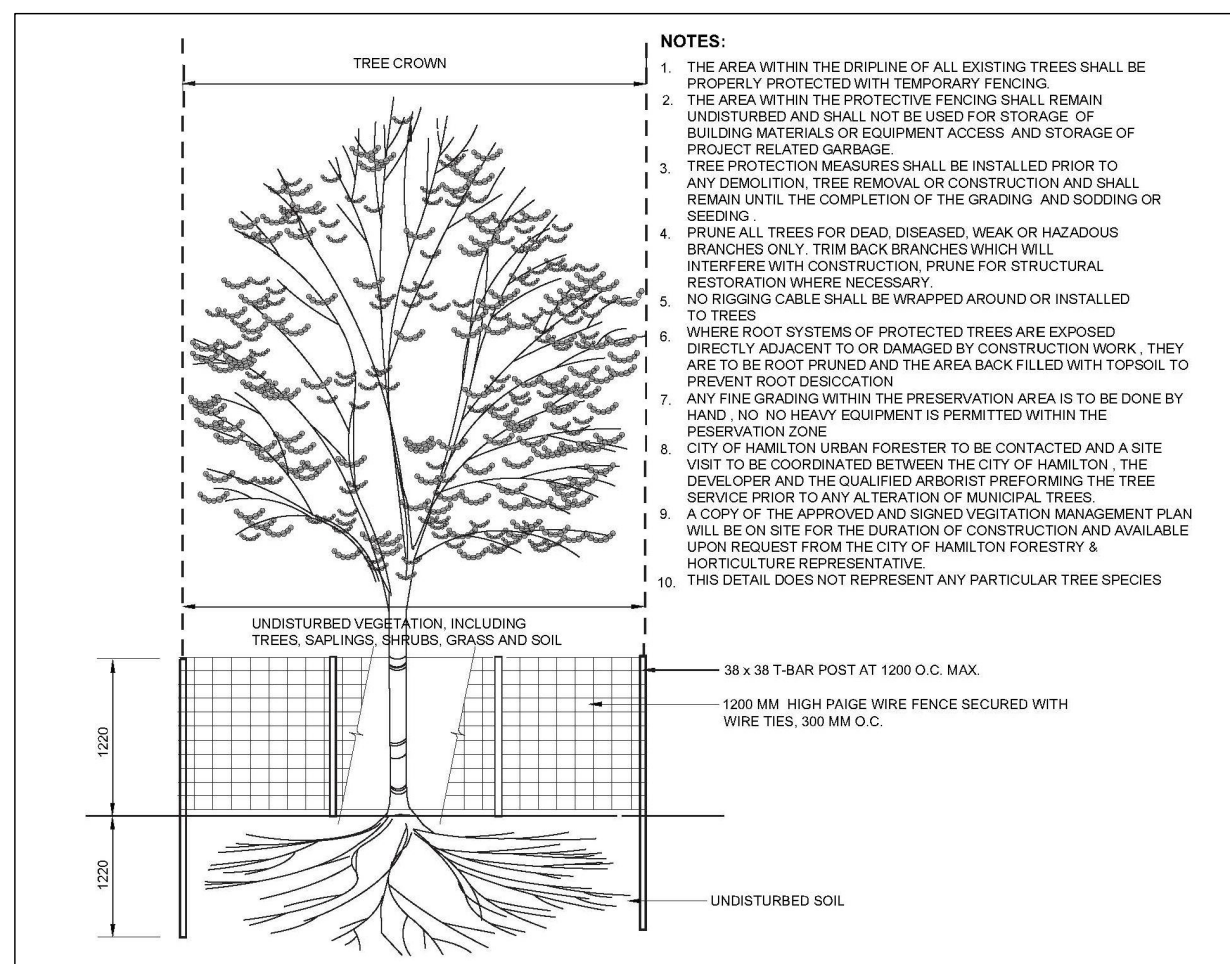 TREE CROWN
UNDISTURBED VEGETATION, INCLUDING
TREES, SAPLINGS, SHRUBS, GRASS AND SOIL
1220
1220
NOTES:
1. THE AREA WITHIN THE DRIPLINE OF ALL EXISTING TREES SHALL BE
PROPERLY PROTECTED WITH TEMPORARY FENCING.
2. THE AREA WITHIN THE PROTECTIVE FENCING SHALL REMAIN
UNDISTURBED AND SHALL NOT BE USED FOR STORAGE OF
BUILDING MATERIALS OR EQUIPMENT ACCESS AND STORAGE OF
PROJECT RELATED GARBAGE.
3. TREE PROTECTION MEASURES SHALL BE INSTALLED PRIOR TO
ANY DEMOLITION, TREE REMOVAL OR CONSTRUCTION AND SHALL
REMAIN UNTIL THE COMPLETION OF THE GRADING AND SODDING OR
SEEDING .
4. PRUNE ALL TREES FOR DEAD, DISEASED, WEAK OR HAZADOUS
BRANCHES ONLY. TRIM BACK BRANCHES WHICH WILL
INTERFERE WITH CONSTRUCTION, PRUNE FOR STRUCTURAL
RESTORATION WHERE NECESSARY.
5. NO RIGGING CABLE SHALL BE WRAPPED AROUND OR INSTALLED
TO TREES
6. WHERE ROOT SYSTEMS OF PROTECTED TREES ARE EXPOSED
DIRECTLY ADJACENT TO OR DAMAGED BY CONSTRUCTION WORK , THEY
ARE TO BE ROOT PRUNED AND THE AREA BACK FILLED WITH TOPSOIL TO
PREVENT ROOT DESICCATION
7. ANY FINE GRADING WITHIN THE PRESERVATION AREA IS TO BE DONE BY
HAND , NO NO HEAVY EQUIPMENT IS PERMITTED WITHIN THE
PESERVATION ZONE
8. CITY OF HAMILTON URBAN FORESTER TO BE CONTACTED AND A SITE
VISIT TO BE COORDINATED BETWEEN THE CITY OF HAMILTON , THE
DEVELOPER AND THE QUALIFIED ARBORIST PREFORMING THE TREE
SERVICE PRIOR TO ANY ALTERATION OF MUNICIPAL TREES.
9. A COPY OF THE APPROVED AND SIGNED VEGITATION MANAGEMENT PLAN
WILL BE ON SITE FOR THE DURATION OF CONSTRUCTION AND AVAILABLE
UPON REQUEST FROM THE CITY OF HAMILTON FORESTRY &
HORTICULTURE REPRESENTATIVE.
10. THIS DETAIL DOES NOT REPRESENT ANY PARTICULAR TREE SPECIES
38 x 38 T-BAR POST AT 1200 O.C. MAX.
1200 MM HIGH PAIGE WIRE FENCE SECURED WITH
WIRE TIES, 300 MM O.C.
UNDISTURBED SOIL